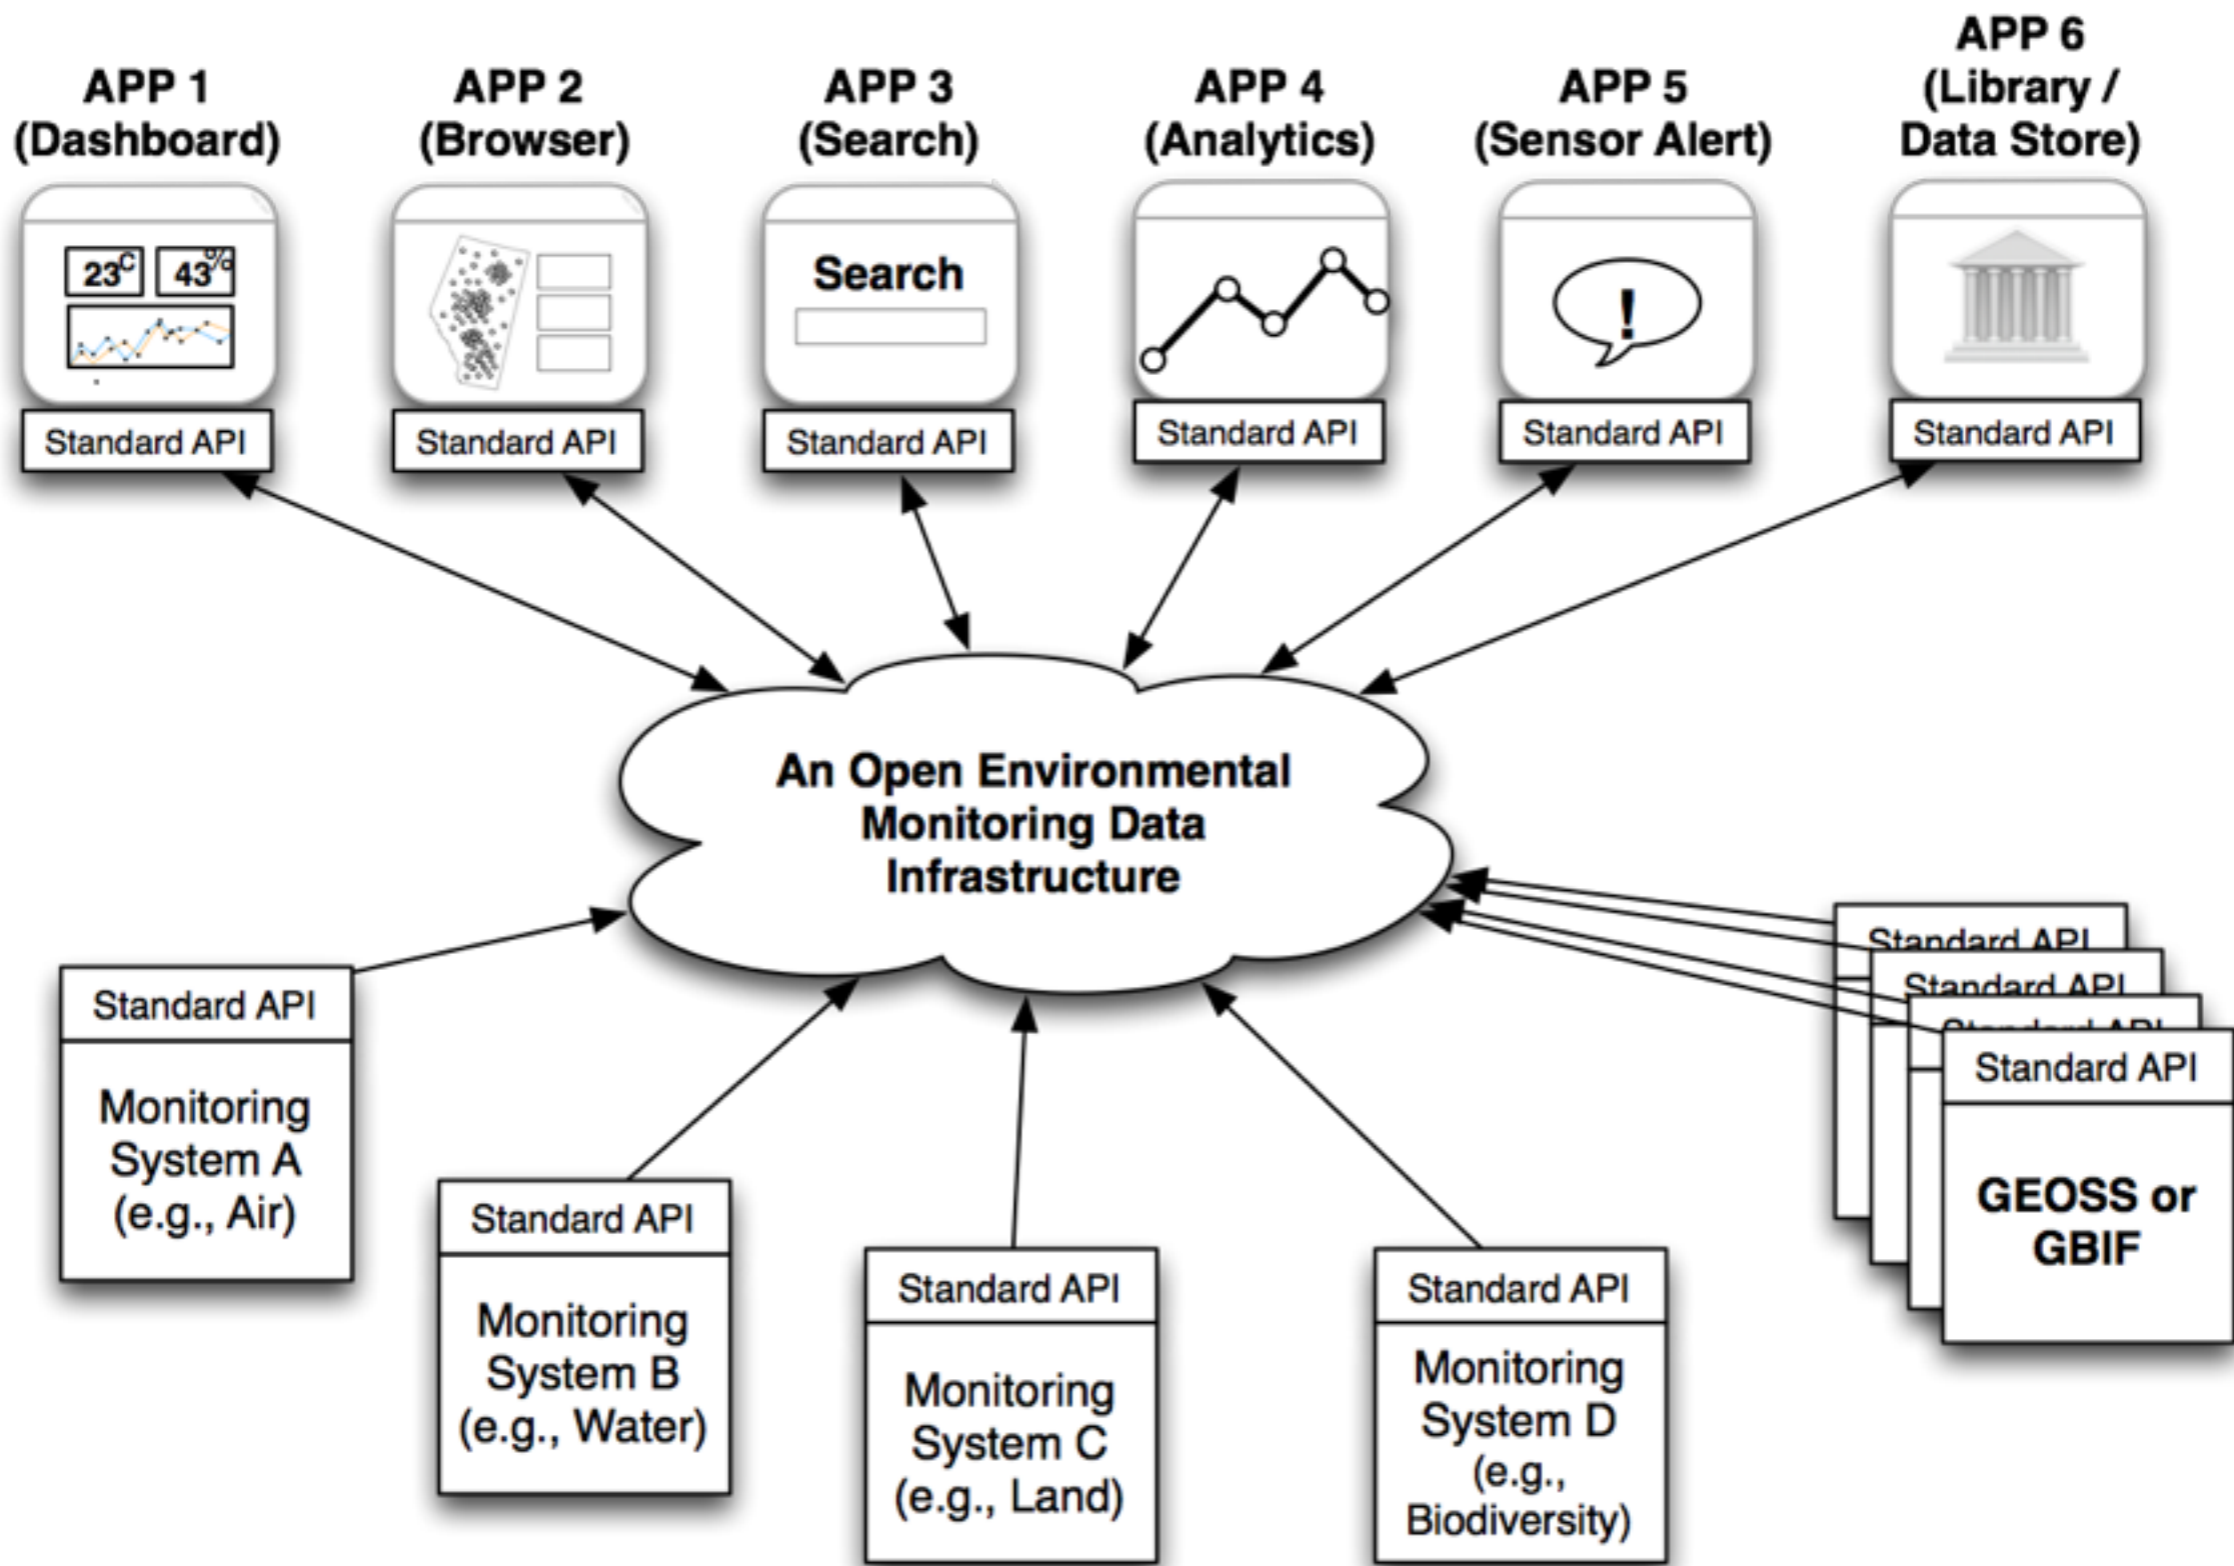 APP 1
(Dashboard)
APP 2
(Browser)
APP 3
(Search)
APP 4
(Analytics)
APP 5
(Sensor Alert)
APP 6
(Library /
Data Store)
23C
43%
Search
!
Standard API
Standard API
Standard API
Standard API
Standard API
Standard API
An Open Environmental
Monitoring Data
Infrastructure
Standard API
Monitoring
System A
(e.g., Air)
Standard API
Monitoring
System B
(e.g., Water)
Standard API
Monitoring
System C
(e.g., Land)
Standard API
Monitoring
System D
(e.g.,
Biodiversity)
Standard API
Standard API
Standard API
Standard API
GEOSS or
GBIF